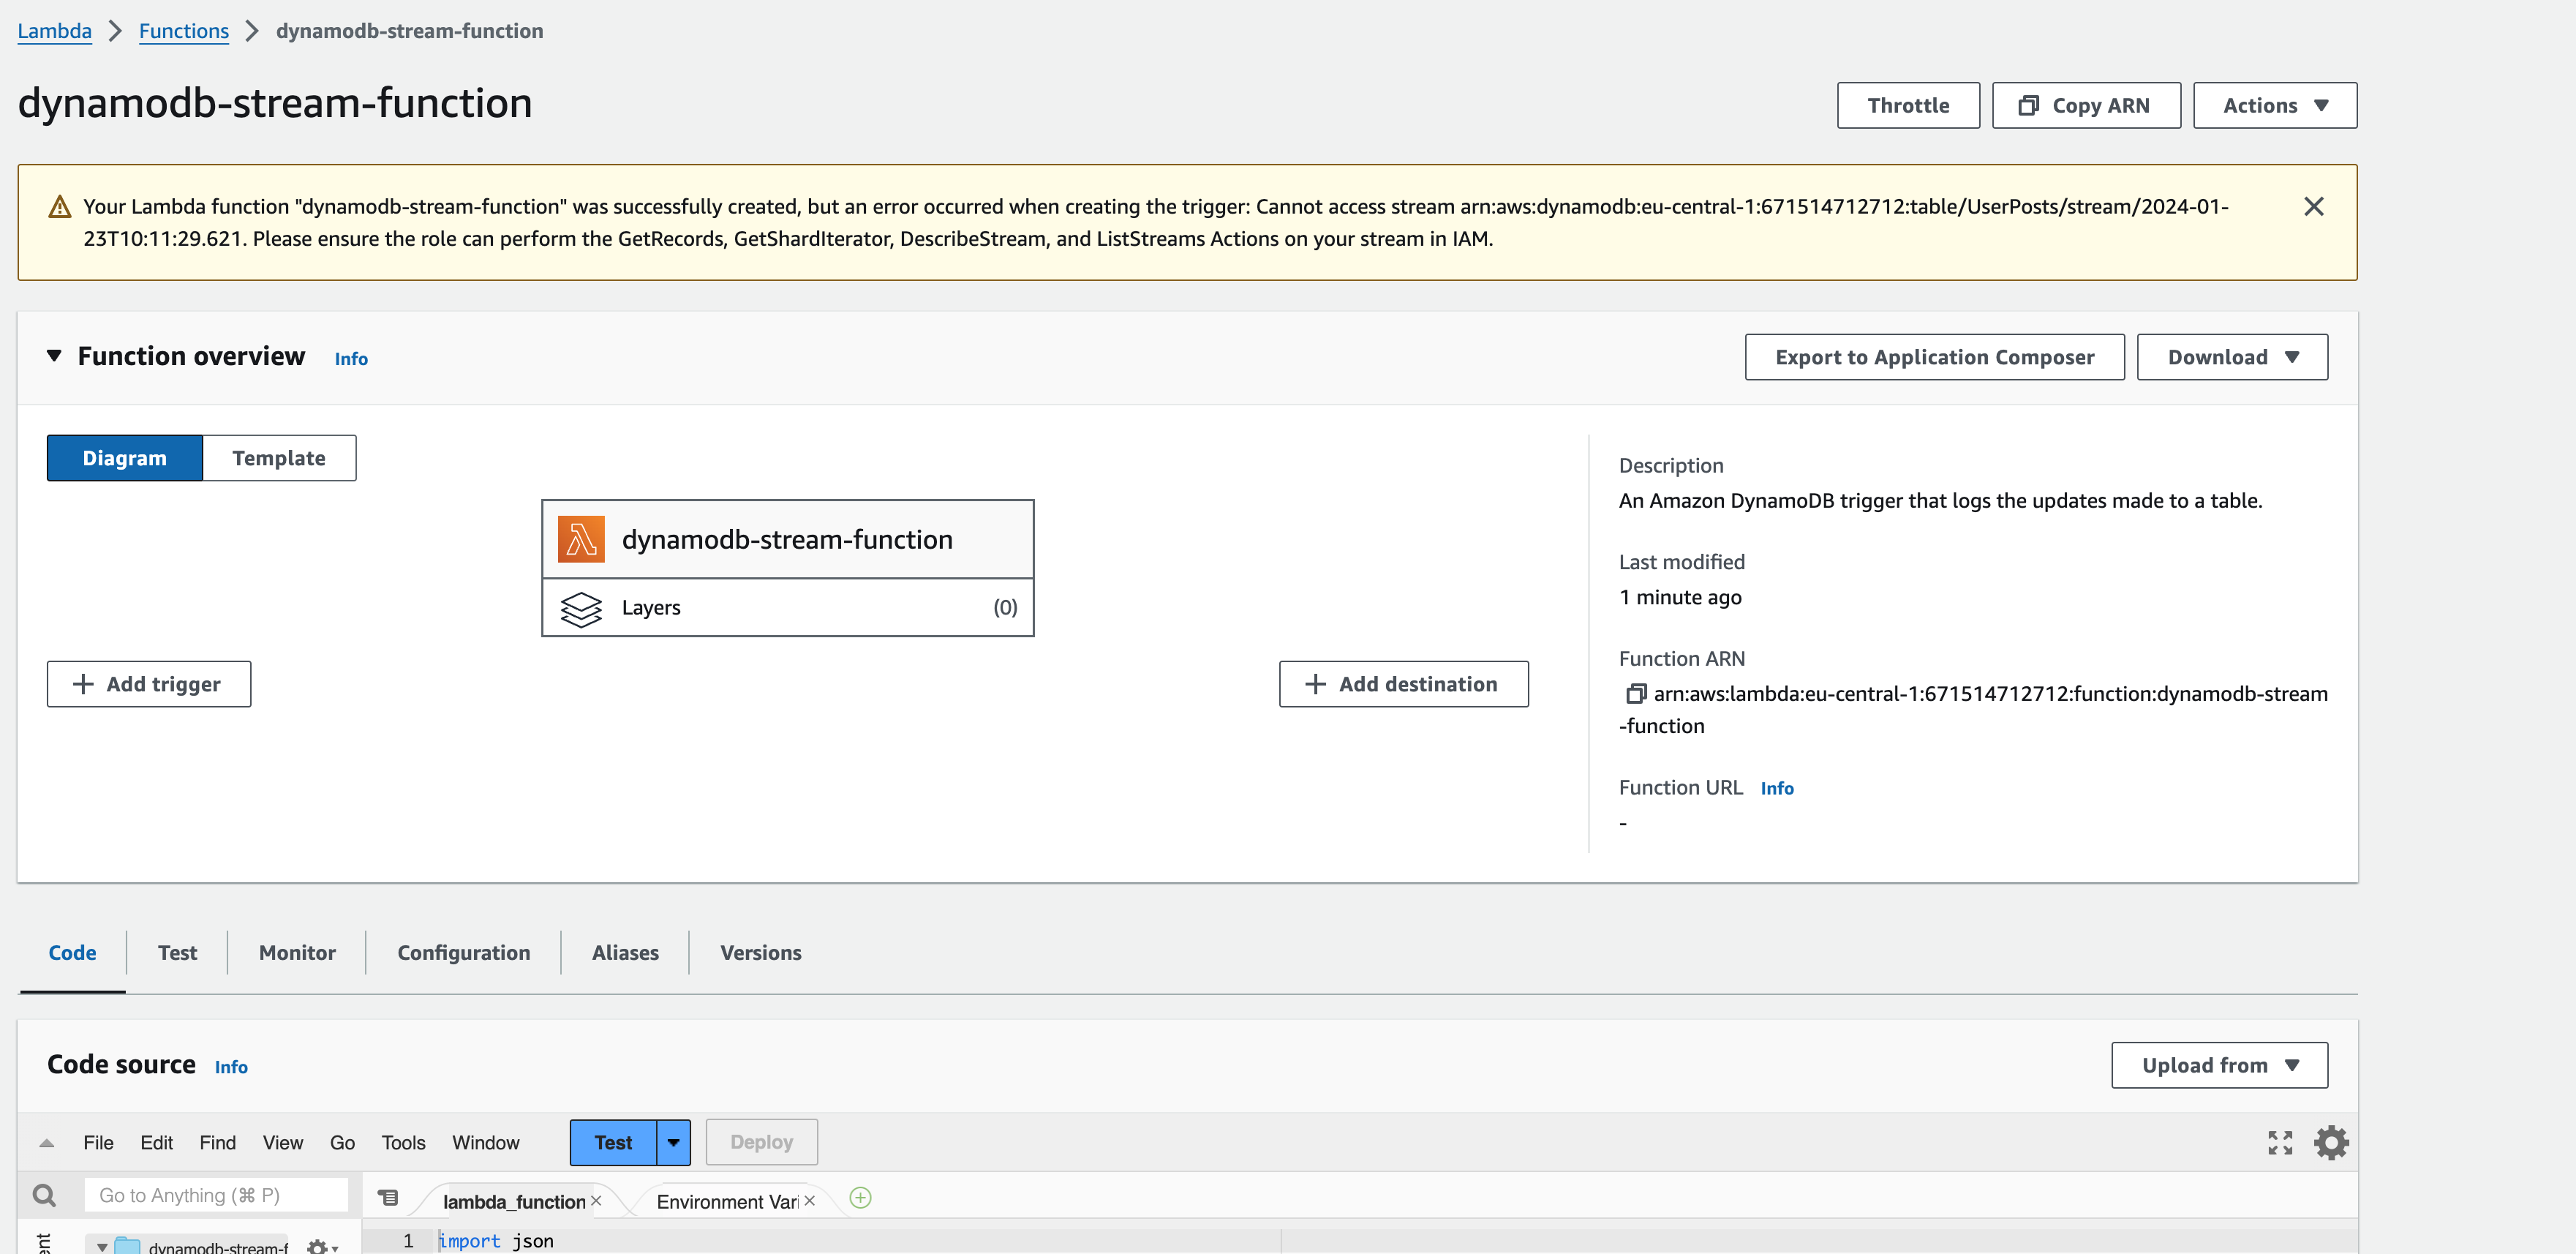 Lambda > Functions > dynamodb-stream-function
dynamodb-stream-function
Throttle
Copy ARN
Actions
Your Lambda function "dynamodb-stream-function" was successfully created, but an error occurred when creating the trigger: Cannot access stream arn:aws:dynamodb:eu-central-1:671514712712:table/UserPosts/stream/2024-01-
23T10:11:29.621. Please ensure the role can perform the GetRecords, GetShardIterator, DescribeStream, and ListStreams Actions on your stream in IAM.
Function overview Info
Export to Application Composer
Download
Diagram
Template
dynamodb-stream-function
Layers (0)
+ Add trigger
+ Add destination
Description
An Amazon DynamoDB trigger that logs the updates made to a table.
Last modified
1 minute ago
Function ARN
arn:aws:lambda:eu-central-1:671514712712:function:dynamodb-stream
-function
Function URL Info
-
Code
Test
Monitor
Configuration
Aliases
Versions
Code source Info
Upload from
File Edit Find View Go Tools Window
Test
Deploy
Go to Anything (⌘ P)
lambda_function ×
Environment Vari ×
dynamodb-stream-f
1 import json